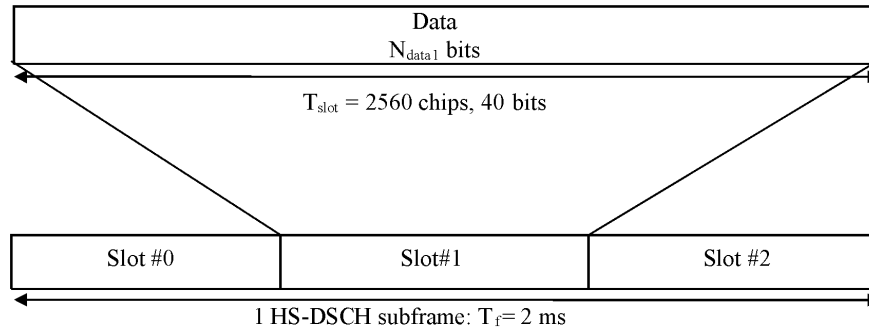 Data
N_data1 bits
T_slot = 2560 chips, 40 bits
Slot #0
Slot#1
Slot #2
1 HS-DSCH subframe: T_f = 2 ms